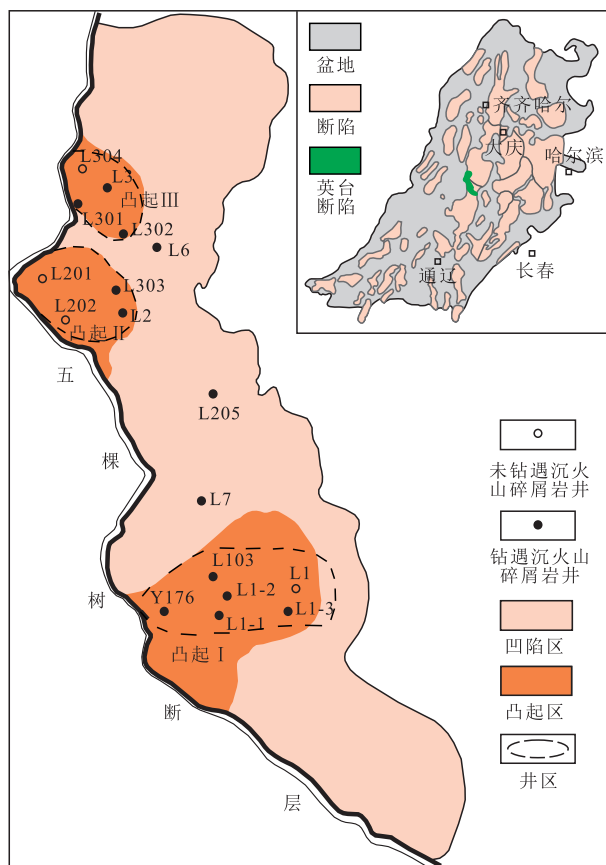 盆地
断陷
英台
断陷
齐齐哈尔
大庆
哈尔滨
长春
通辽
L304
L3
凸起Ⅲ
L301
L302
L6
L201
L303
L202
L2
凸起Ⅱ
五
L205
棵
L7
L103
L1
L1-2
树
Y176
L1-3
L1-1
凸起Ⅰ
断
层
未钻遇沉火
山碎屑岩井
钻遇沉火山
碎屑岩井
凹陷区
凸起区
井区